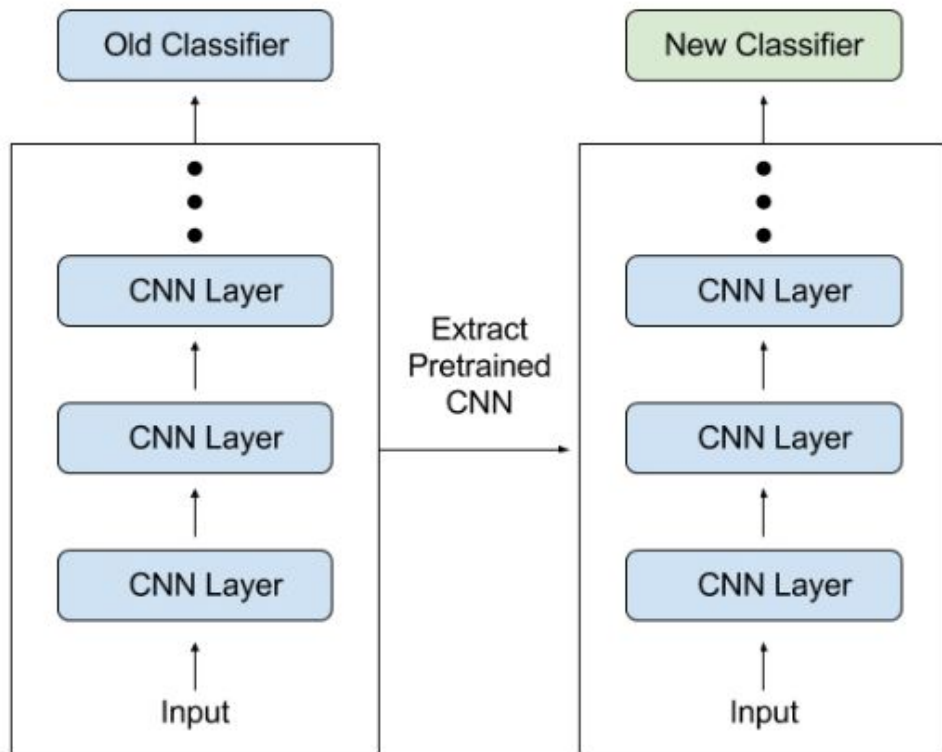 Old Classifier
New Classifier
CNN Layer
CNN Layer
CNN Layer
Input
Extract
Pretrained
CNN
CNN Layer
CNN Layer
CNN Layer
Input